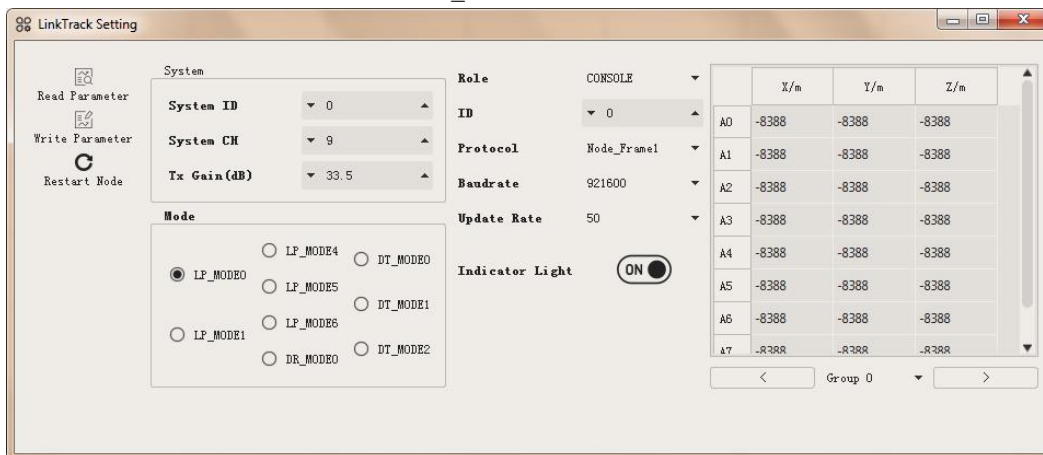 LinkTrack Setting
Read Parameter
Write Parameter
Restart Node
System
System ID 0
System CH 9
Tx Gain(dB) 33.5
Mode
LP_MODE0
LP_MODE1
LP_MODE4
LP_MODE5
LP_MODE6
DR_MODE0
DT_MODE0
DT_MODE1
DT_MODE2
Role CONSOLE
ID 0
Protocol Node_Frame1
Baudrate 921600
Update Rate 50
Indicator Light ON
X/m Y/m Z/m
A0 -8388 -8388 -8388
A1 -8388 -8388 -8388
A2 -8388 -8388 -8388
A3 -8388 -8388 -8388
A4 -8388 -8388 -8388
A5 -8388 -8388 -8388
A6 -8388 -8388 -8388
A7 -8388 -8388 -8388
< Group 0 >